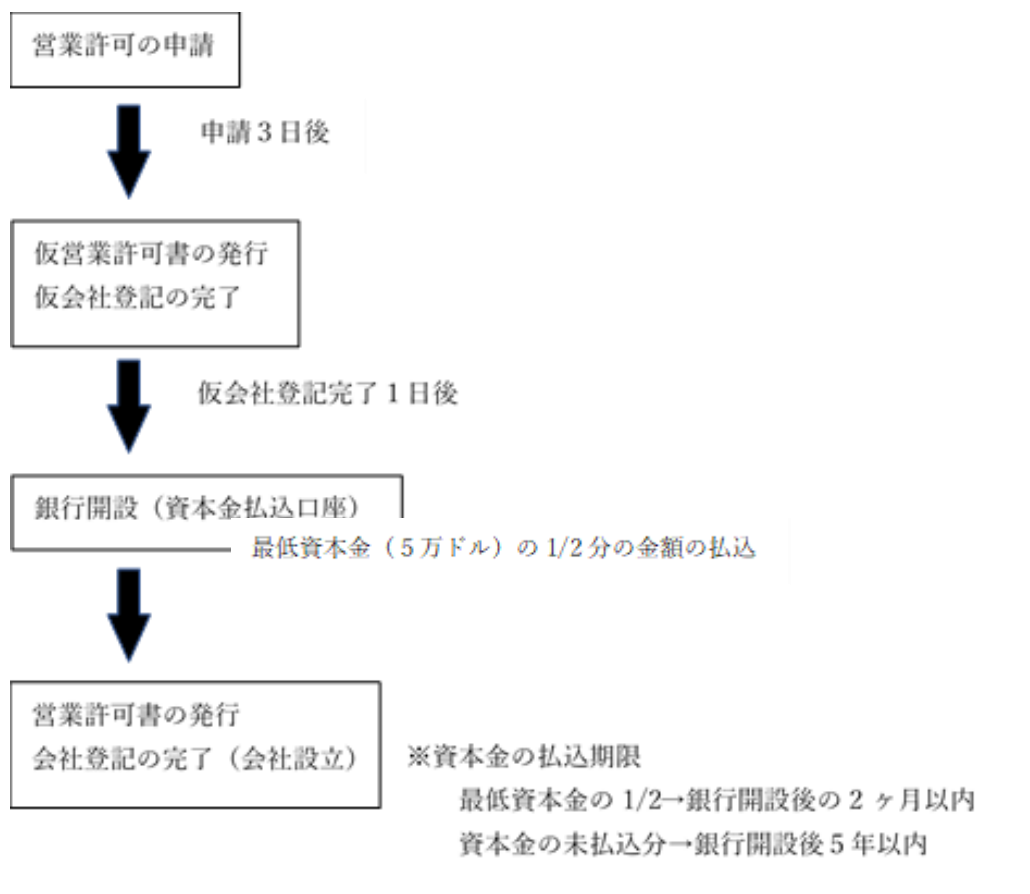 営業許可の申請
申請3日後
仮営業許可書の発行
仮会社登記の完了
仮会社登記完了1日後
銀行開設（資本金払込口座）
最低資本金（５万ドル）の 1/2分の金額の払込
営業許可書の発行
会社登記の完了（会社設立）
※資本金の払込期限
最低資本金の 1/2→銀行開設後の 2 ヶ月以内
資本金の未払込分→銀行開設後 5 年以内